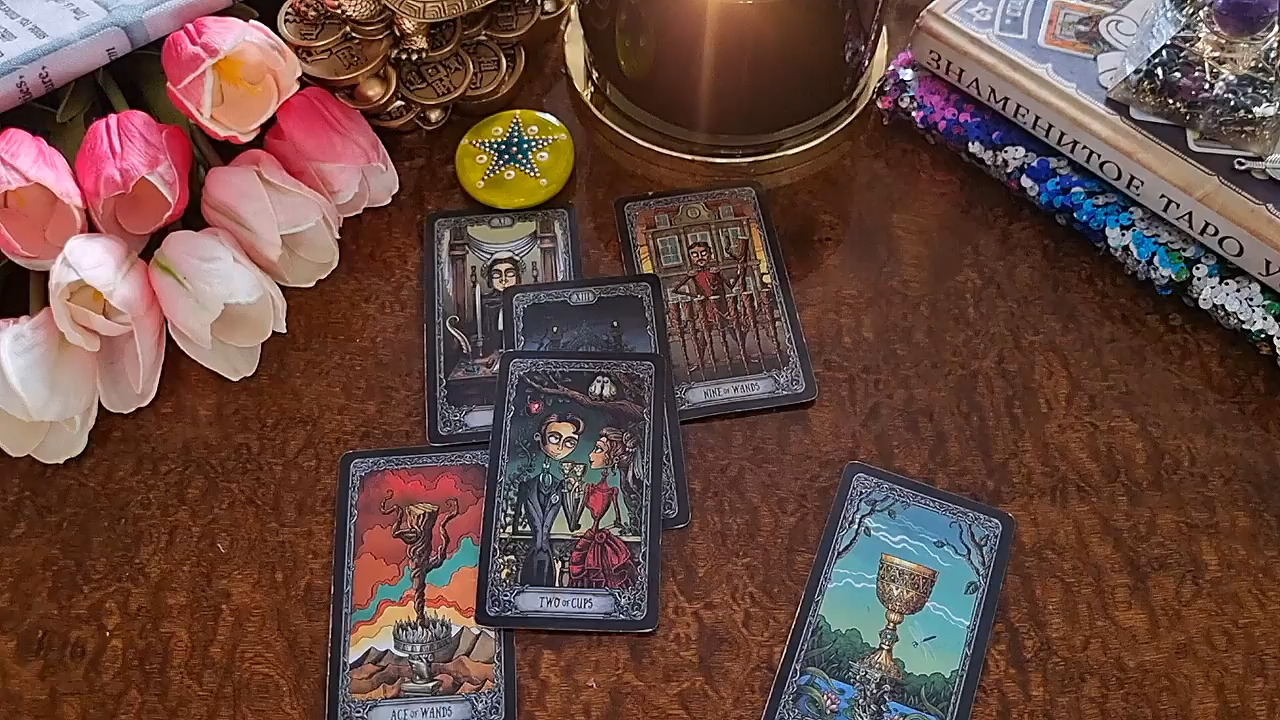 ЗНАМЕНИТОЕ ТАРО У
XI
XIII
NINE OF WANDS
TWO OF CUPS
ACE OF WANDS